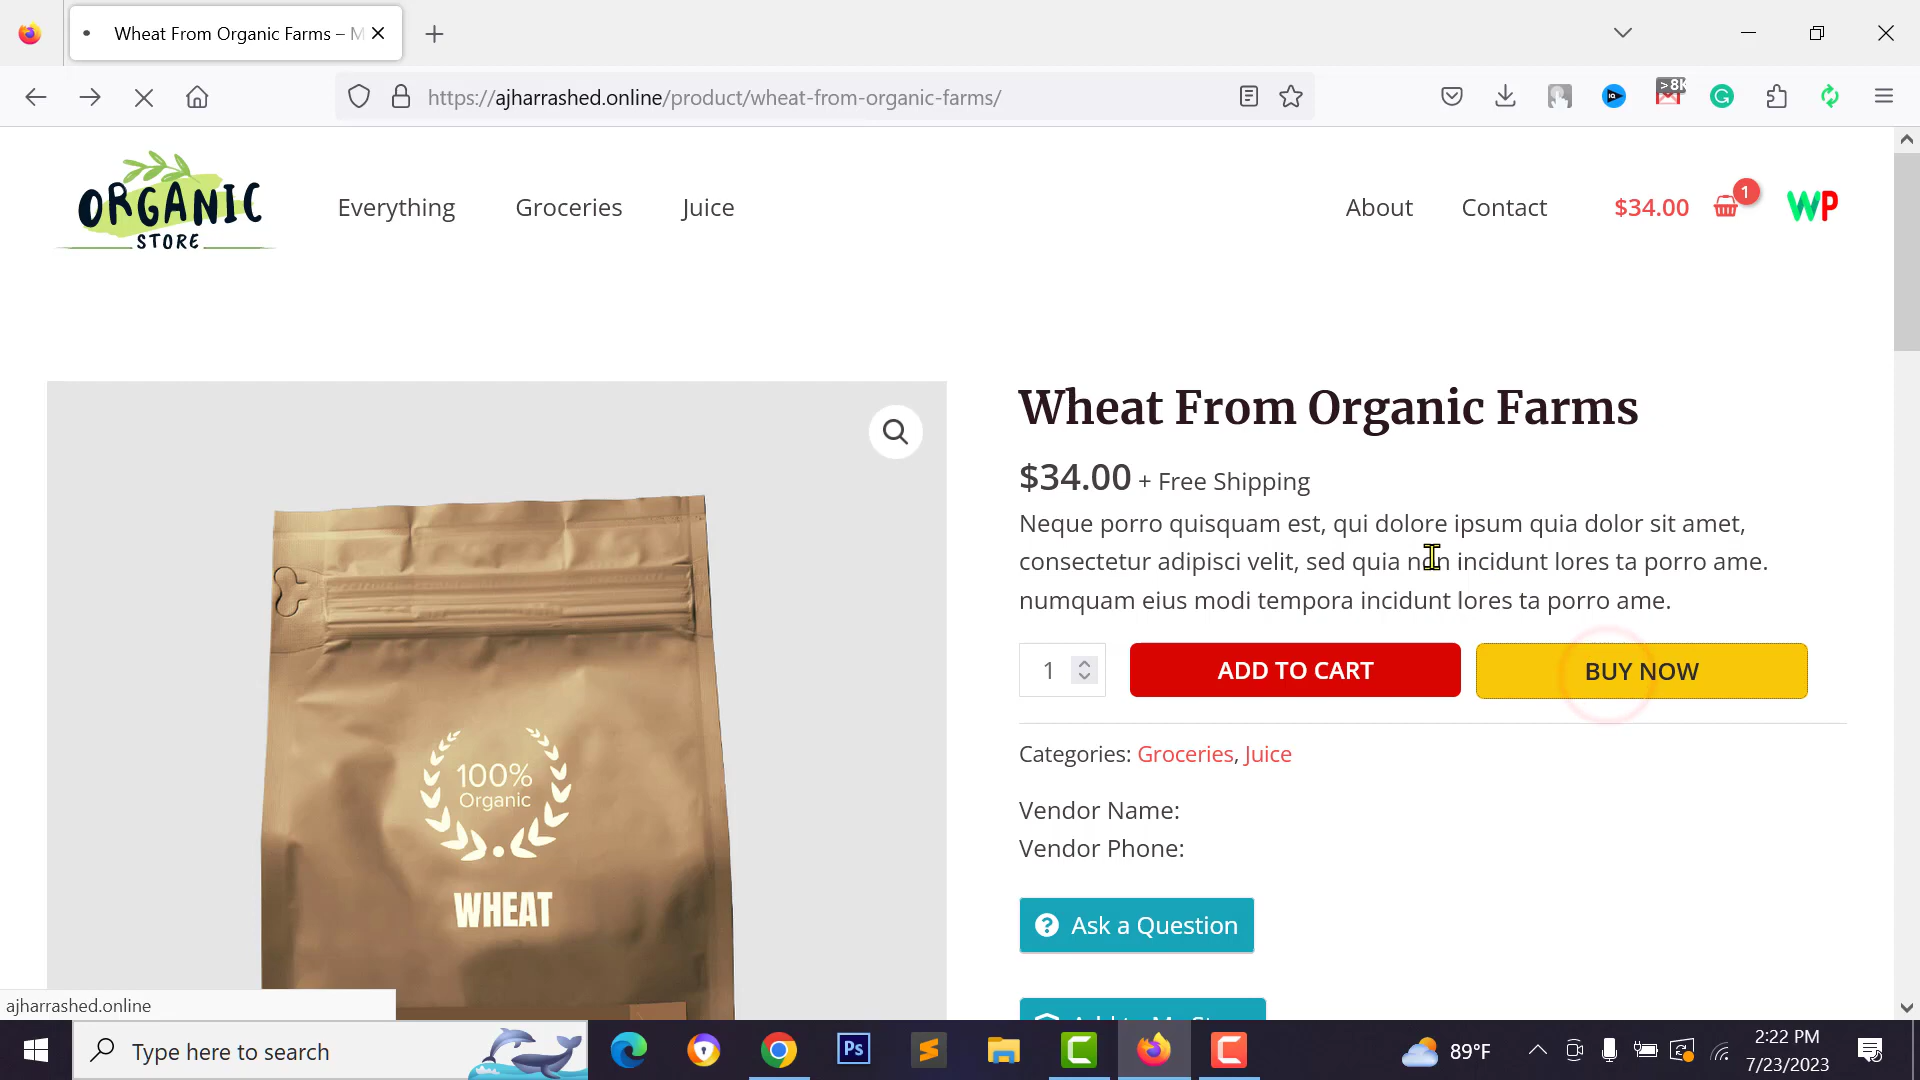 Wheat From Organic Farms – M
https://ajharrashed.online/product/wheat-from-organic-farms/
>8K
ORGANIC
STORE
Everything
Groceries
Juice
About
Contact
$34.00
1
WP
Wheat From Organic Farms
$34.00 + Free Shipping
Neque porro quisquam est, qui dolore ipsum quia dolor sit amet,
consectetur adipisci velit, sed quia non incidunt lores ta porro ame.
numquam eius modi tempora incidunt lores ta porro ame.
1
ADD TO CART
BUY NOW
Categories: Groceries, Juice
Vendor Name:
Vendor Phone:
Ask a Question
100%
Organic
WHEAT
ajharrashed.online
Type here to search
Ps
89°F
2:22 PM
7/23/2023